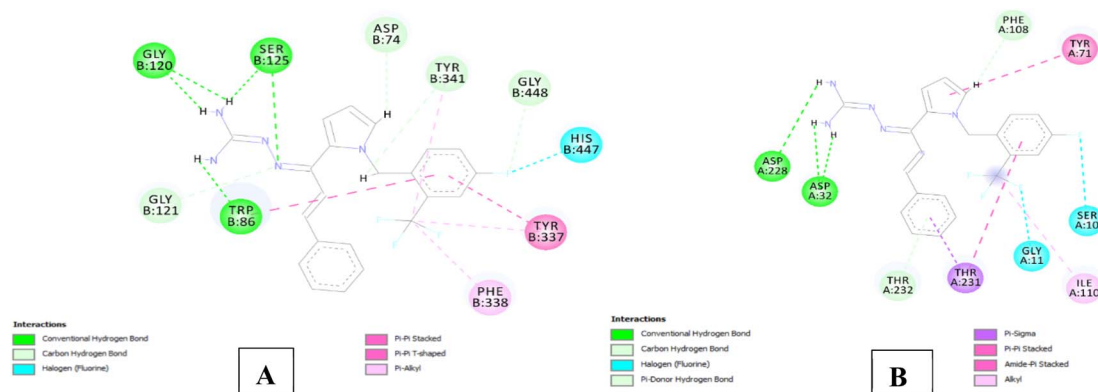 ASP
B:74
GLY
B:120
SER
B:125
TYR
B:341
GLY
B:448
HIS
B:447
H
H
H
H
H
N
N
N
N
N
GLY
B:121
TRP
B:86
TYR
B:337
PHE
B:338
Interactions
Conventional Hydrogen Bond
Carbon Hydrogen Bond
Halogen (Fluorine)
Pi-Pi Stacked
Pi-Pi T-shaped
Pi-Alkyl
A
PHE
A:108
TYR
A:71
H
H
H
H
N
N
N
N
N
ASP
A:228
ASP
A:32
SER
A:10
GLY
A:11
THR
A:232
THR
A:231
ILE
A:110
Interactions
Conventional Hydrogen Bond
Carbon Hydrogen Bond
Halogen (Fluorine)
Pi-Donor Hydrogen Bond
Pi-Sigma
Pi-Pi Stacked
Amide-Pi Stacked
Alkyl
B